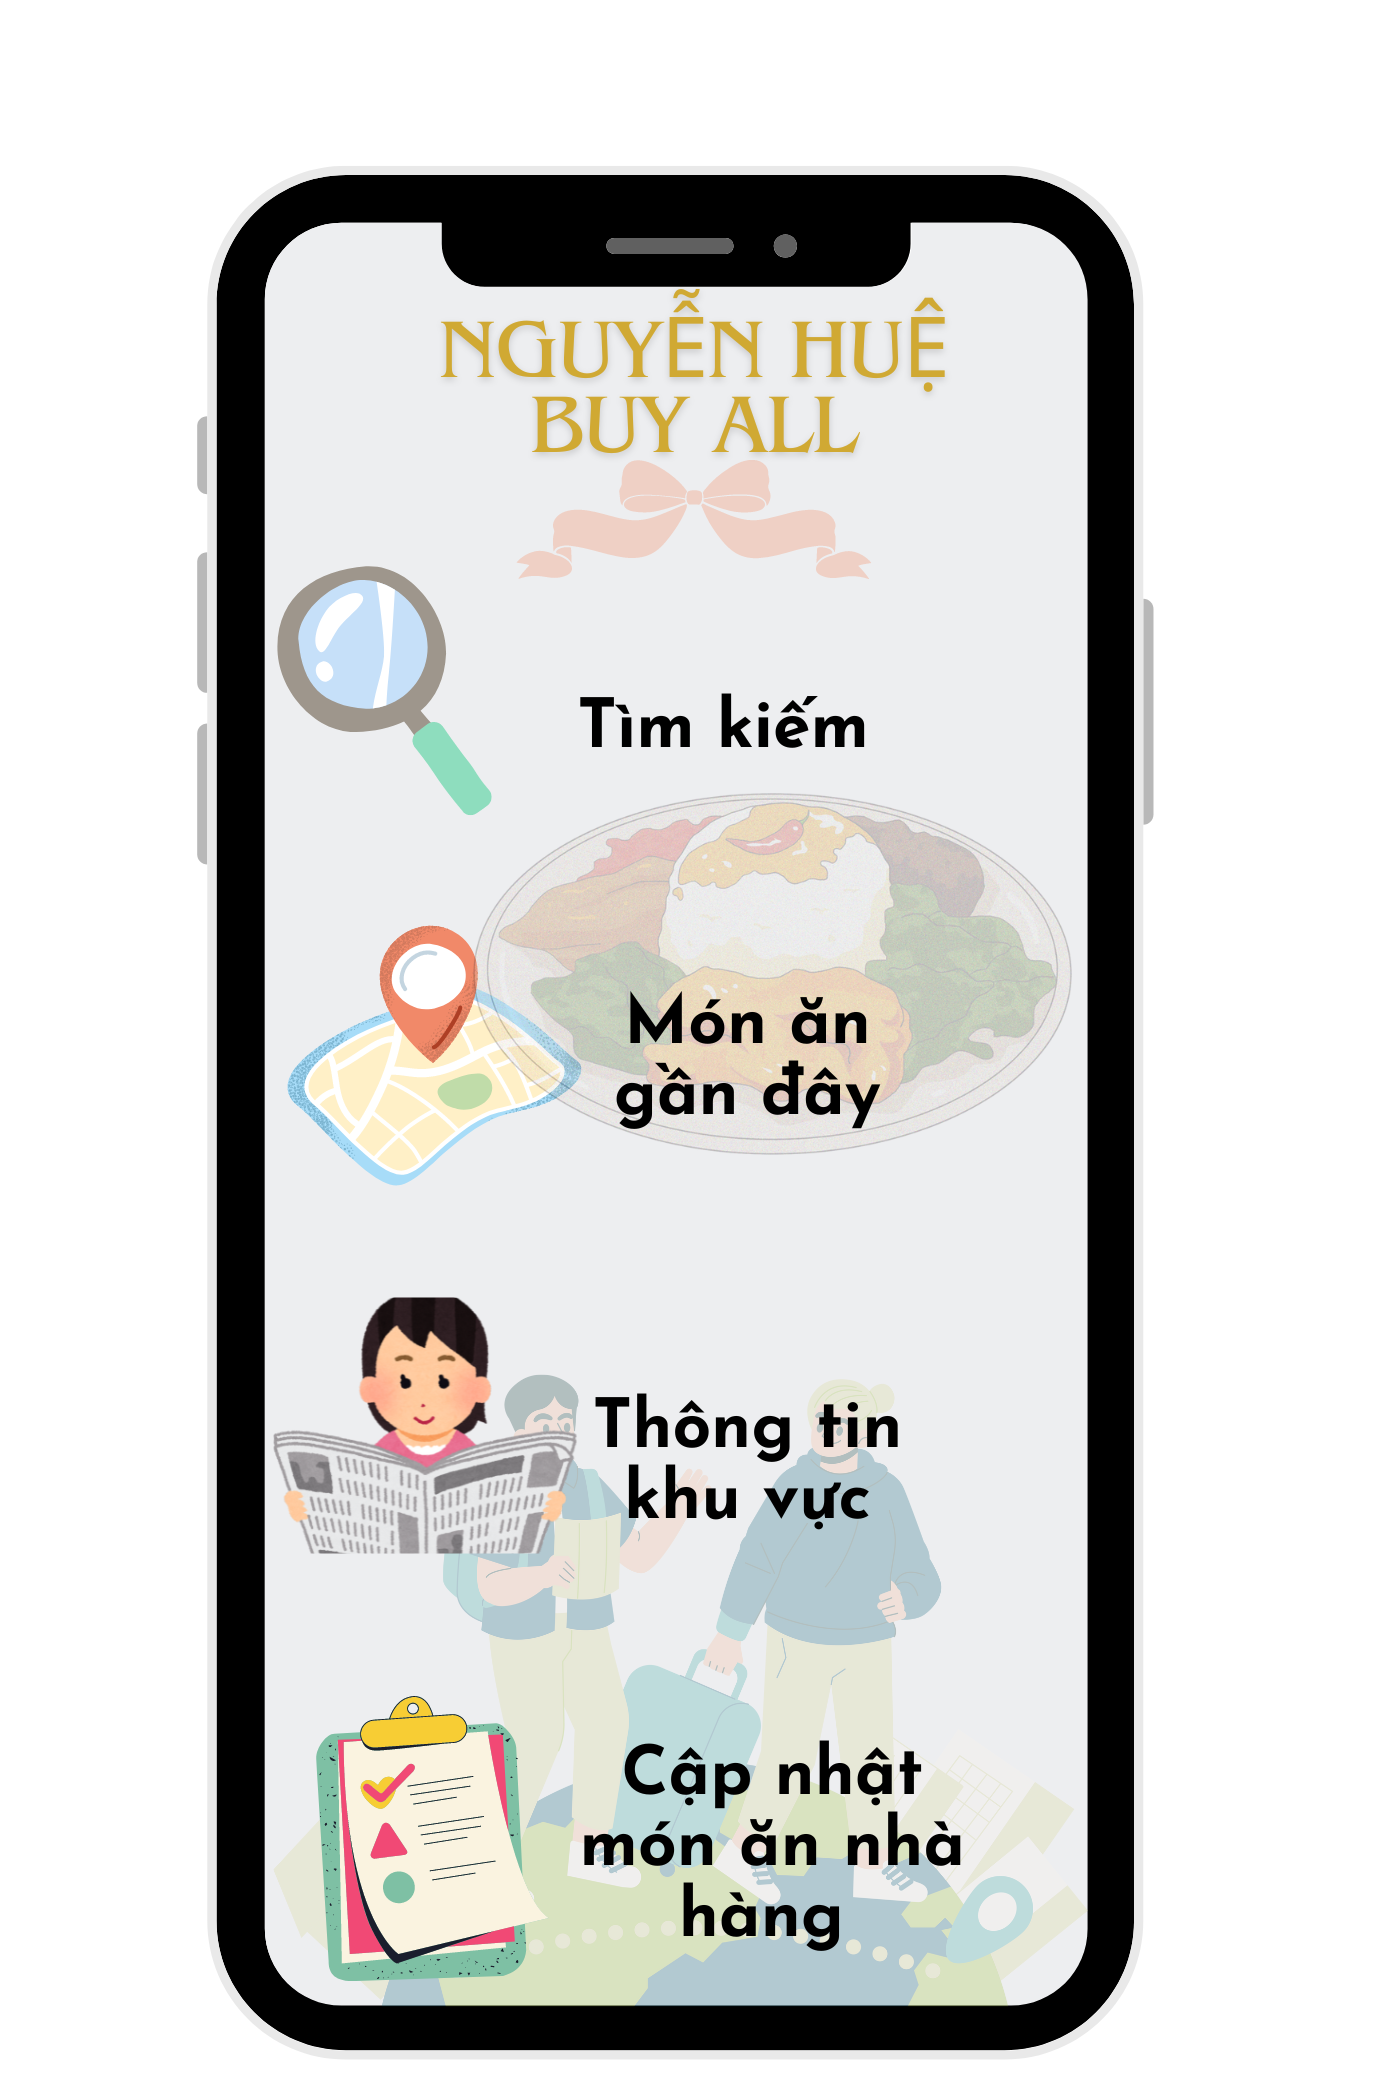 NGUYỄN HUỆ
BUY ALL
Tìm kiếm
Món ăn
gần đây
Thông tin
khu vực
Cập nhật
món ăn nhà
hàng